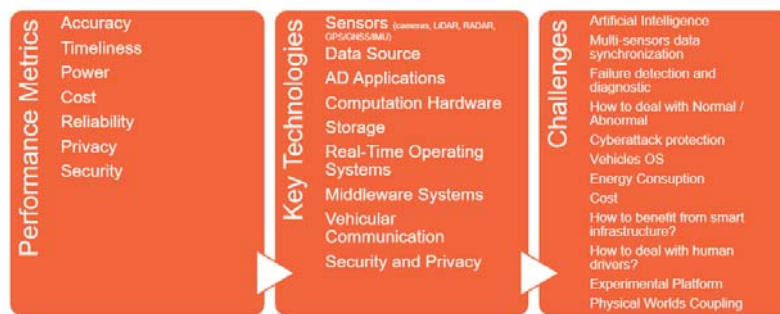 Performance Metrics
Accuracy
Timeliness
Power
Cost
Reliability
Privacy
Security
Key Technologies
Sensors (cameras, LiDAR, RADAR,
GPS/GNSS/IMU)
Data Source
AD Applications
Computation Hardware
Storage
Real-Time Operating
Systems
Middleware Systems
Vehicular
Communication
Security and Privacy
Challenges
Artificial Intelligence
Multi-sensors data
synchronization
Failure detection and
diagnostic
How to deal with Normal /
Abnormal
Cyberattack protection
Vehicles OS
Energy Consuption
Cost
How to benefit from smart
infrastructure?
How to deal with human
drivers?
Experimental Platform
Physical Worlds Coupling